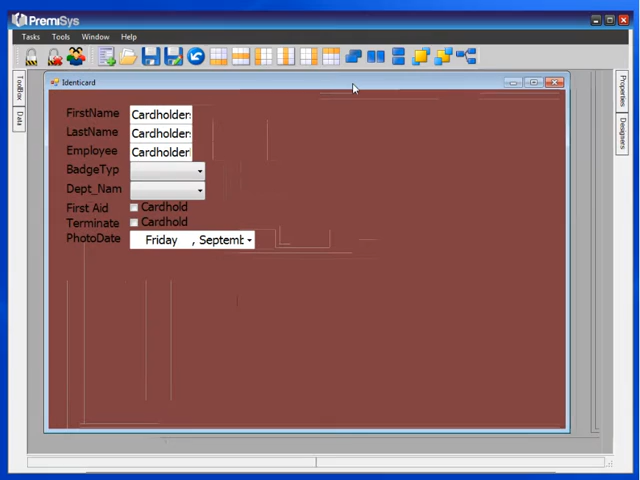 PremiSys
Tasks Tools Window Help
ToolBox
Data
Properties
Designers
Identicard
FirstName Cardholder
LastName Cardholder
Employee Cardholder
BadgeTyp
Dept_Nam
First Aid Cardhold
Terminate Cardhold
PhotoDate Friday , Septemb